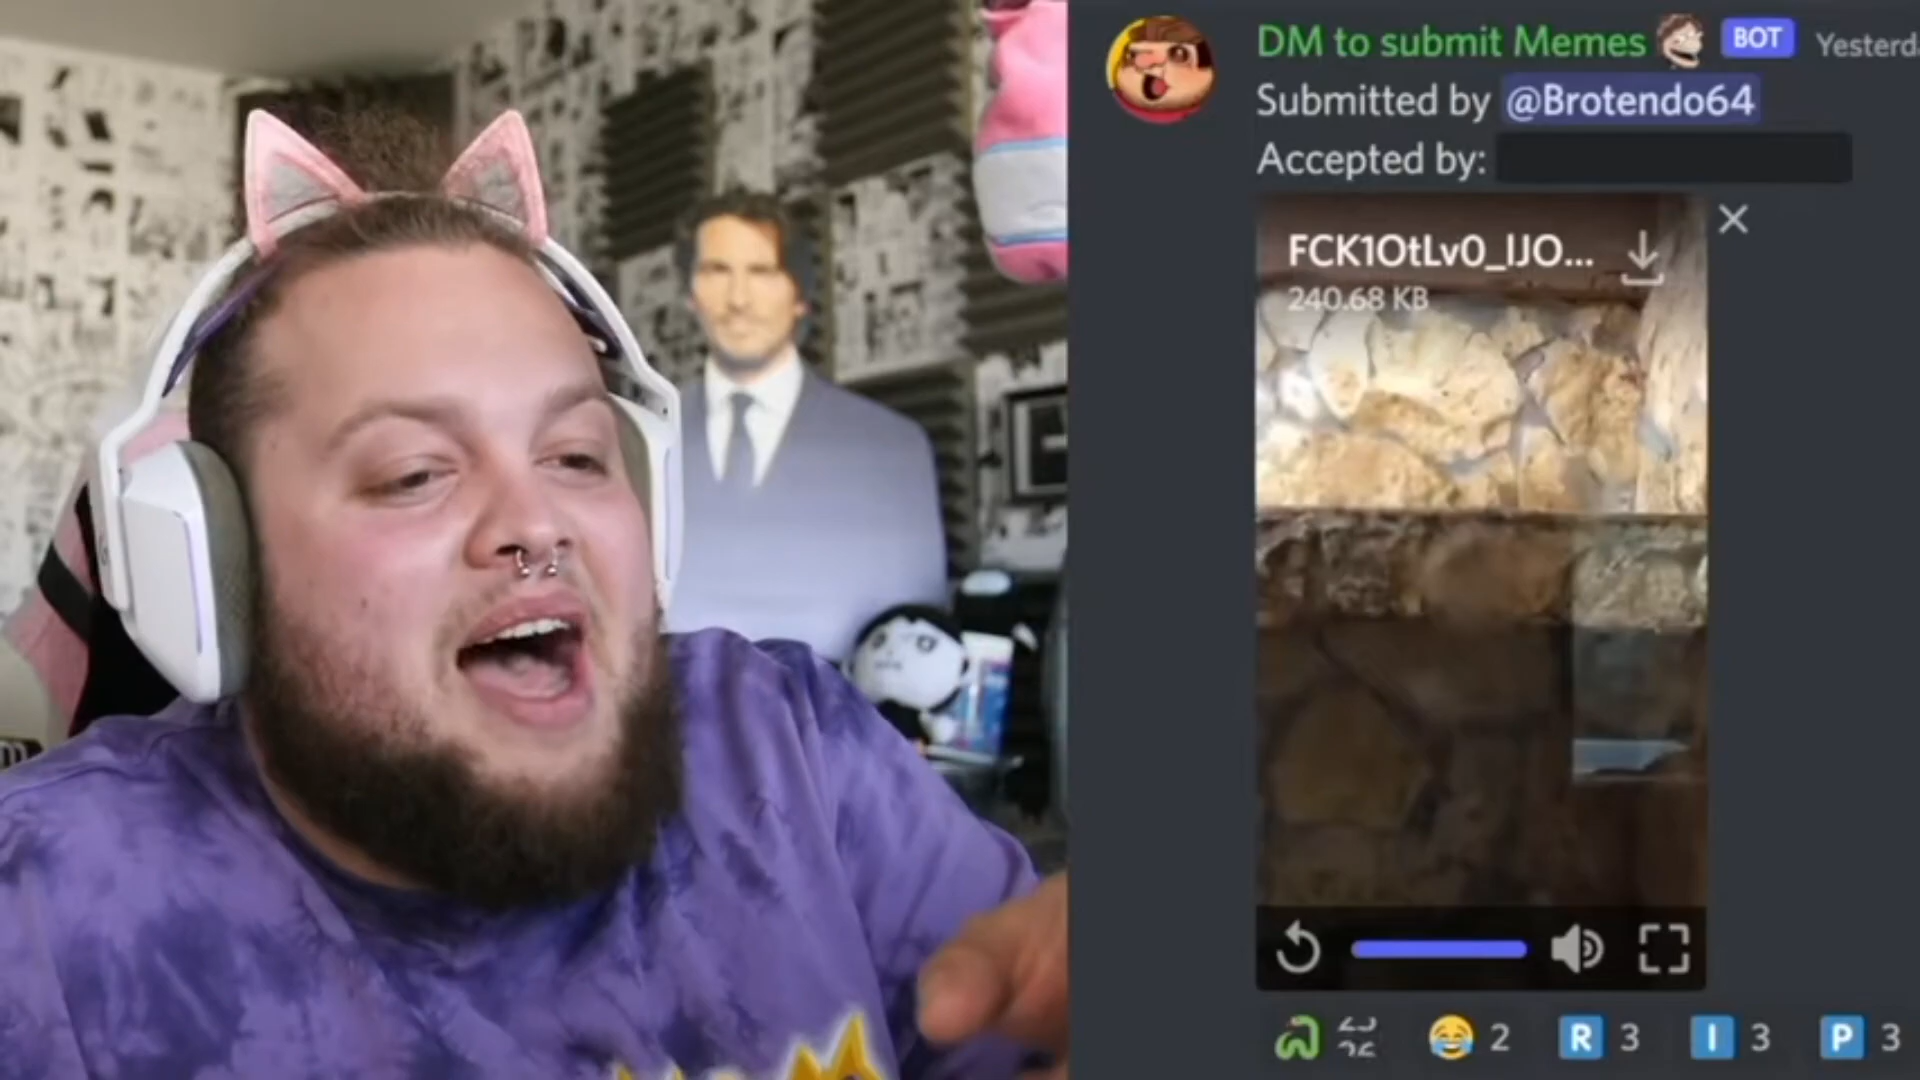 DM to submit Memes BOT Yesterd
Submitted by @Brotendo64
Accepted by:
FCK1OtLv0_IJO...
240.68 KB
2 R 3 I 3 P 3